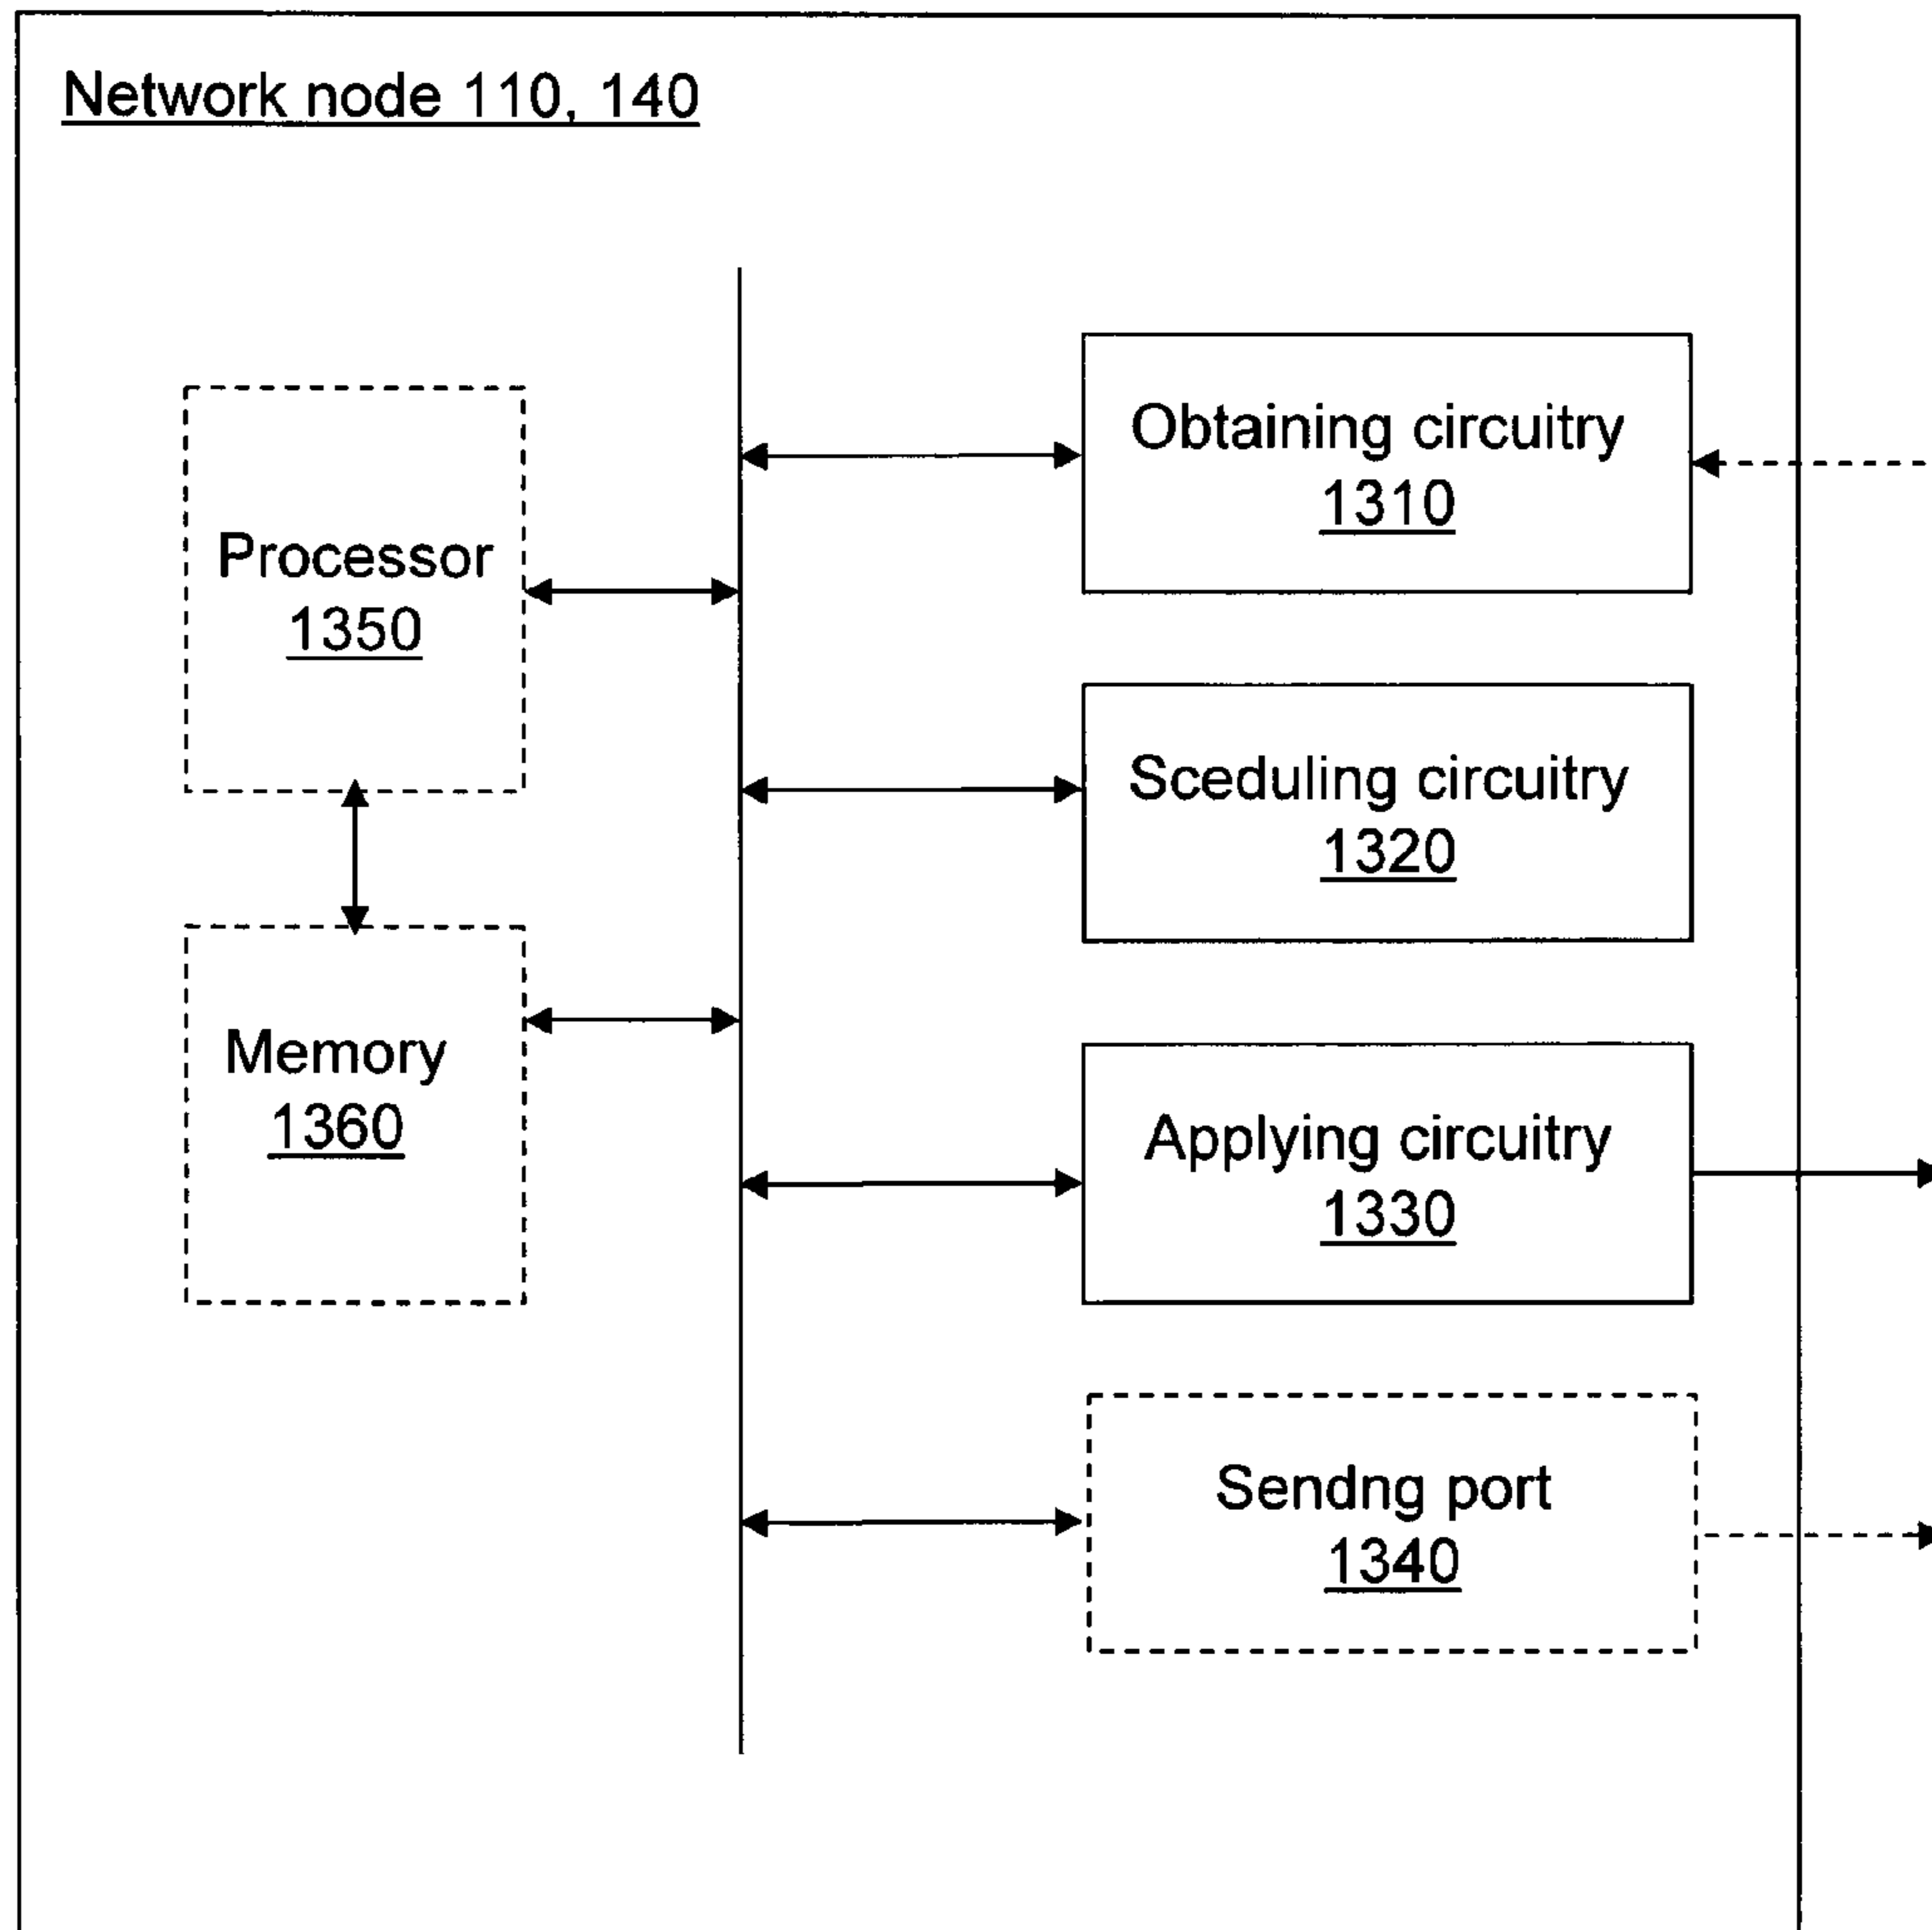 Network node 110, 140
Obtaining circuitry
1310
Processor
1350
Sceduling circuitry
1320
Memory
1360
Applying circuitry
1330
Sendng port
1340